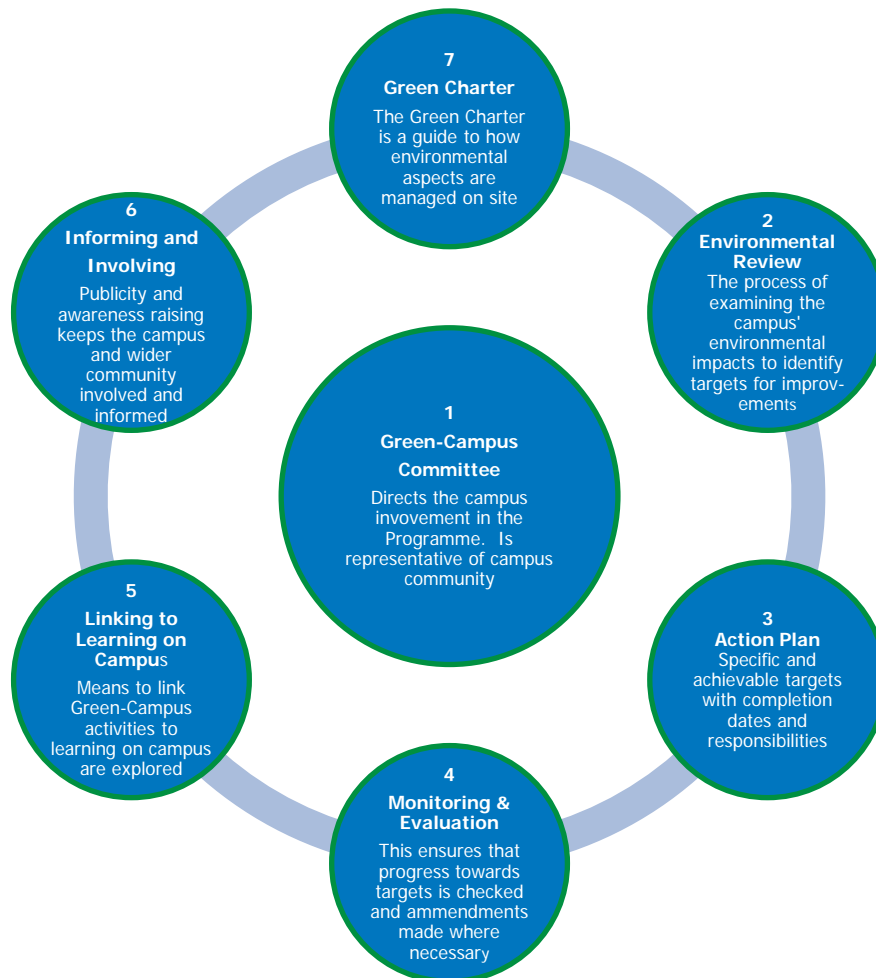 7
Green Charter
The Green Charter
is a guide to how
environmental
aspects are
managed on site
6
Informing and
Involving
Publicity and
awareness raising
keeps the campus
and wider
community
involved and
informed
2
Environmental
Review
The process of
examining the
campus'
environmental
impacts to identify
targets for improv-
ements
1
Green-Campus
Committee
Directs the campus
invovement in the
Programme. Is
representative of campus
community
5
Linking to
Learning on
Campus
Means to link
Green-Campus
activities to
learning on campus
are explored
3
Action Plan
Specific and
achievable targets
with completion
dates and
responsibilities
4
Monitoring &
Evaluation
This ensures that
progress towards
targets is checked
and ammendments
made where
necessary